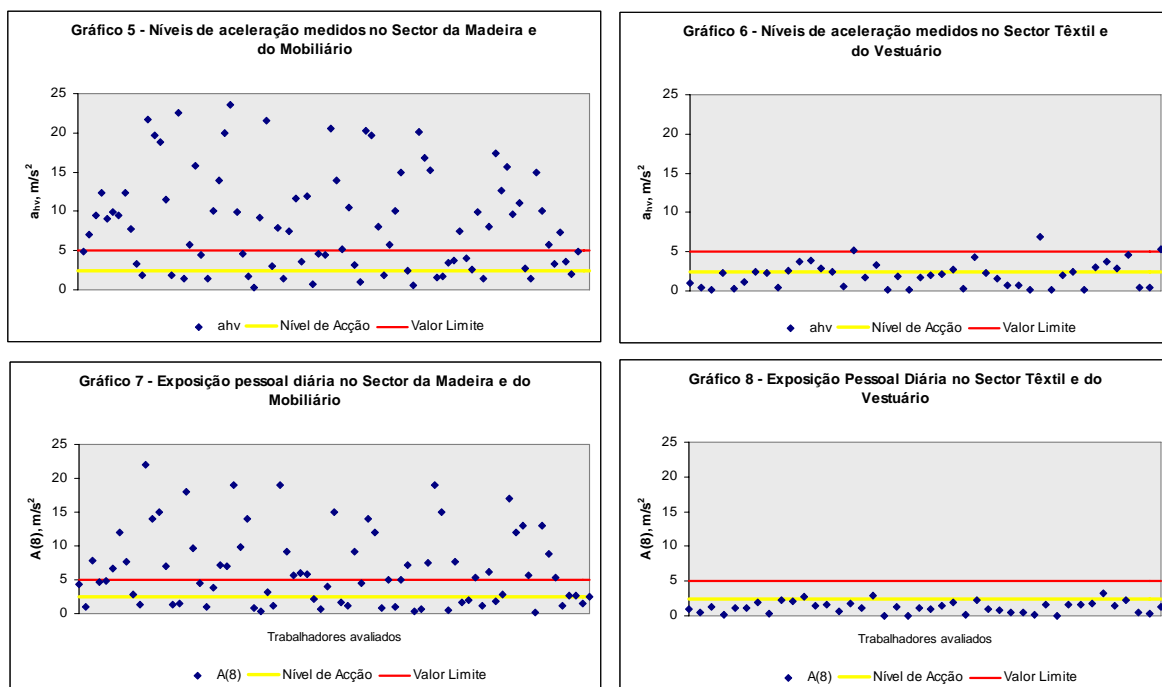 Gráfico 5 - Níveis de aceleração medidos no Sector da Madeira e
do Mobiliário
25
20
15
10
5
0
ahv, m/s²
ahv
Nível de Acção
Valor Limite
Gráfico 6 - Níveis de aceleração medidos no Sector Têxtil e
do Vestuário
25
20
15
10
5
0
ahv, m/s²
ahv
Nível de Acção
Valor Limite
Gráfico 7 - Exposição pessoal diária no Sector da Madeira e do
Mobiliário
25
20
15
10
5
0
A(8), m/s²
Trabalhadores avaliados
A(8)
Nível de Acção
Valor Limite
Gráfico 8 - Exposição Pessoal Diária no Sector Têxtil e do
Vestuário
25
20
15
10
5
0
A(8), m/s²
Trabalhadores avaliados
A(8)
Nível de Acção
Valor Limite